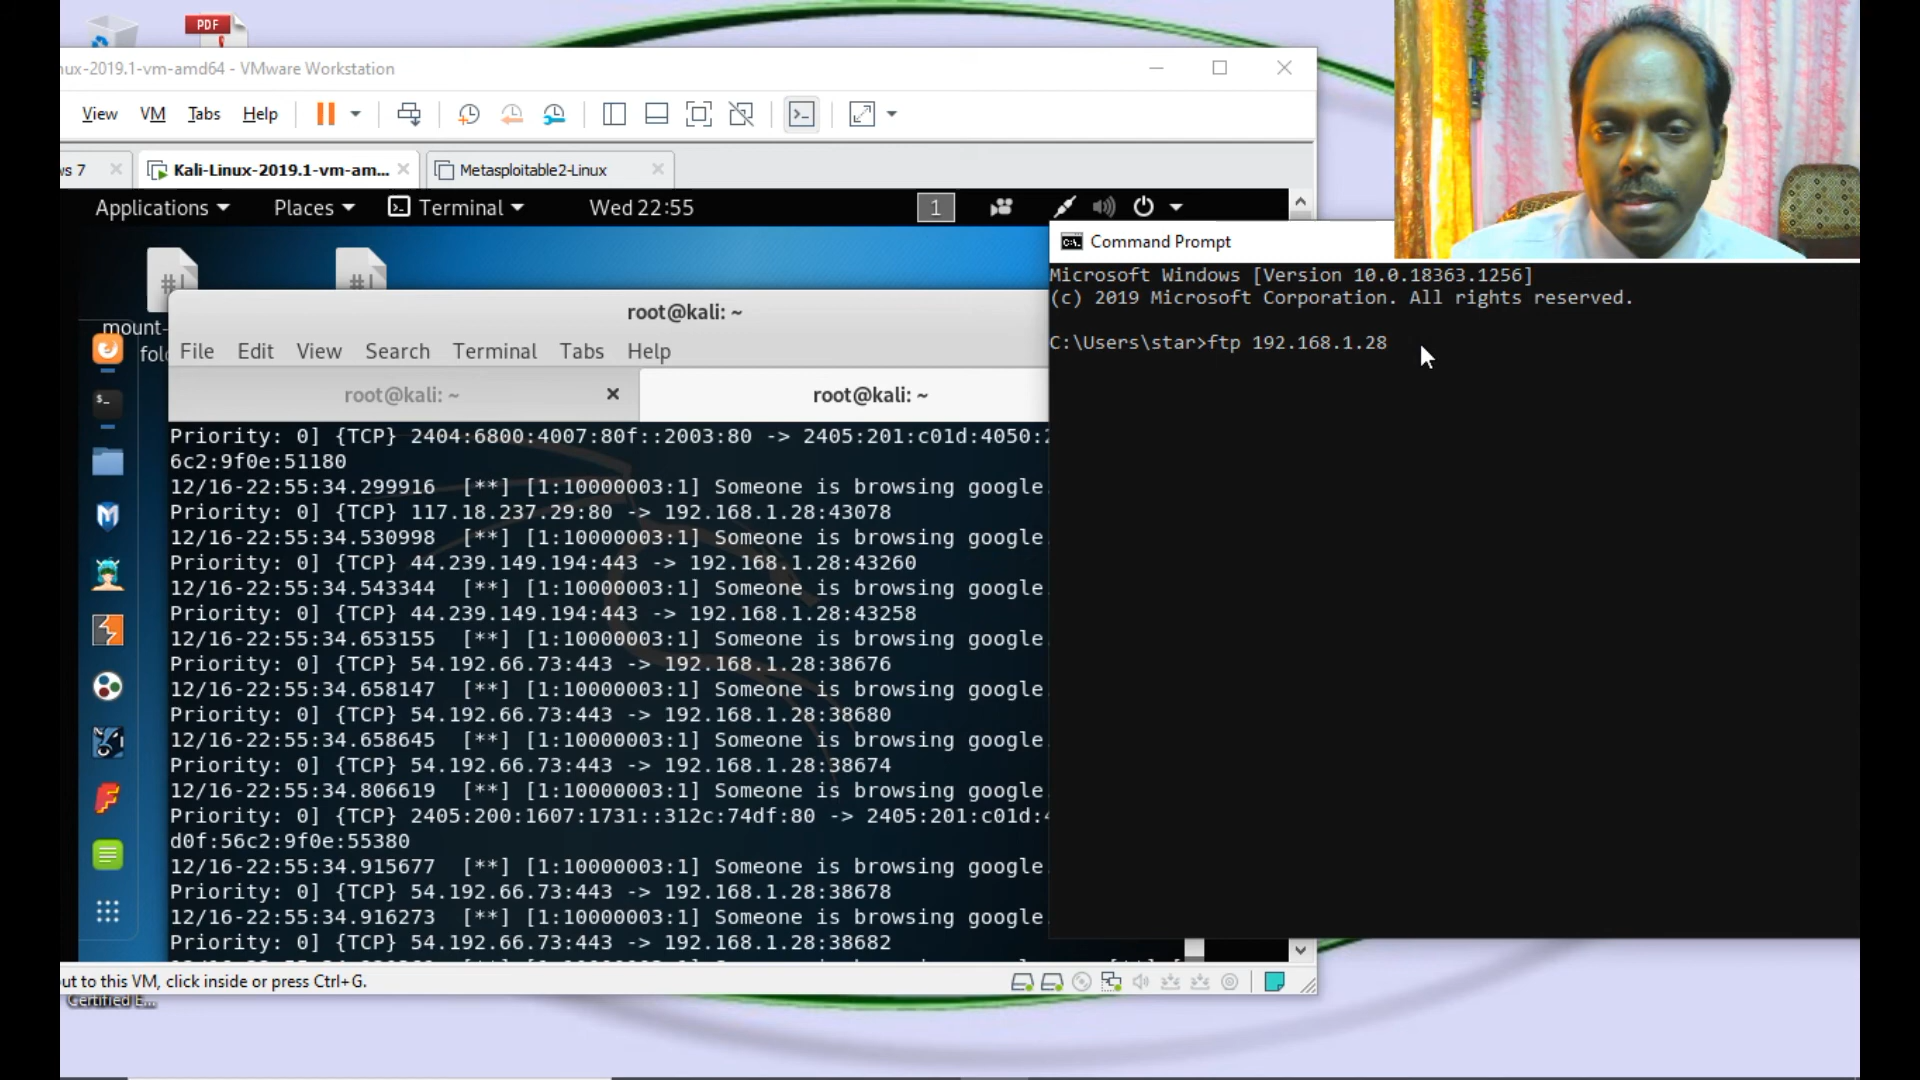 PDF
ux-2019.1-vm-amd64 - VMware Workstation
View VM Tabs Help
ws 7 Kali-Linux-2019.1-vm-am... Metasploitable2-Linux
Applications Places Terminal Wed 22:55 1
mount-
fol
root@kali: ~
File Edit View Search Terminal Tabs Help
root@kali: ~ root@kali: ~
Priority: 0] {TCP} 2404:6800:4007:80f::2003:80 -> 2405:201:c01d:4050:2
6c2:9f0e:51180
12/16-22:55:34.299916 [**] [1:10000003:1] Someone is browsing google.
Priority: 0] {TCP} 117.18.237.29:80 -> 192.168.1.28:43078
12/16-22:55:34.530998 [**] [1:10000003:1] Someone is browsing google.
Priority: 0] {TCP} 44.239.149.194:443 -> 192.168.1.28:43260
12/16-22:55:34.543344 [**] [1:10000003:1] Someone is browsing google.
Priority: 0] {TCP} 44.239.149.194:443 -> 192.168.1.28:43258
12/16-22:55:34.653155 [**] [1:10000003:1] Someone is browsing google.
Priority: 0] {TCP} 54.192.66.73:443 -> 192.168.1.28:38676
12/16-22:55:34.658147 [**] [1:10000003:1] Someone is browsing google.
Priority: 0] {TCP} 54.192.66.73:443 -> 192.168.1.28:38680
12/16-22:55:34.658645 [**] [1:10000003:1] Someone is browsing google.
Priority: 0] {TCP} 54.192.66.73:443 -> 192.168.1.28:38674
12/16-22:55:34.806619 [**] [1:10000003:1] Someone is browsing google.
Priority: 0] {TCP} 2405:200:1607:1731::312c:74df:80 -> 2405:201:c01d:4
d0f:56c2:9f0e:55380
12/16-22:55:34.915677 [**] [1:10000003:1] Someone is browsing google.
Priority: 0] {TCP} 54.192.66.73:443 -> 192.168.1.28:38678
12/16-22:55:34.916273 [**] [1:10000003:1] Someone is browsing google.
Priority: 0] {TCP} 54.192.66.73:443 -> 192.168.1.28:38682
Command Prompt
Microsoft Windows [Version 10.0.18363.1256]
(c) 2019 Microsoft Corporation. All rights reserved.
C:\Users\star>ftp 192.168.1.28
out to this VM, click inside or press Ctrl+G.
Certified E...